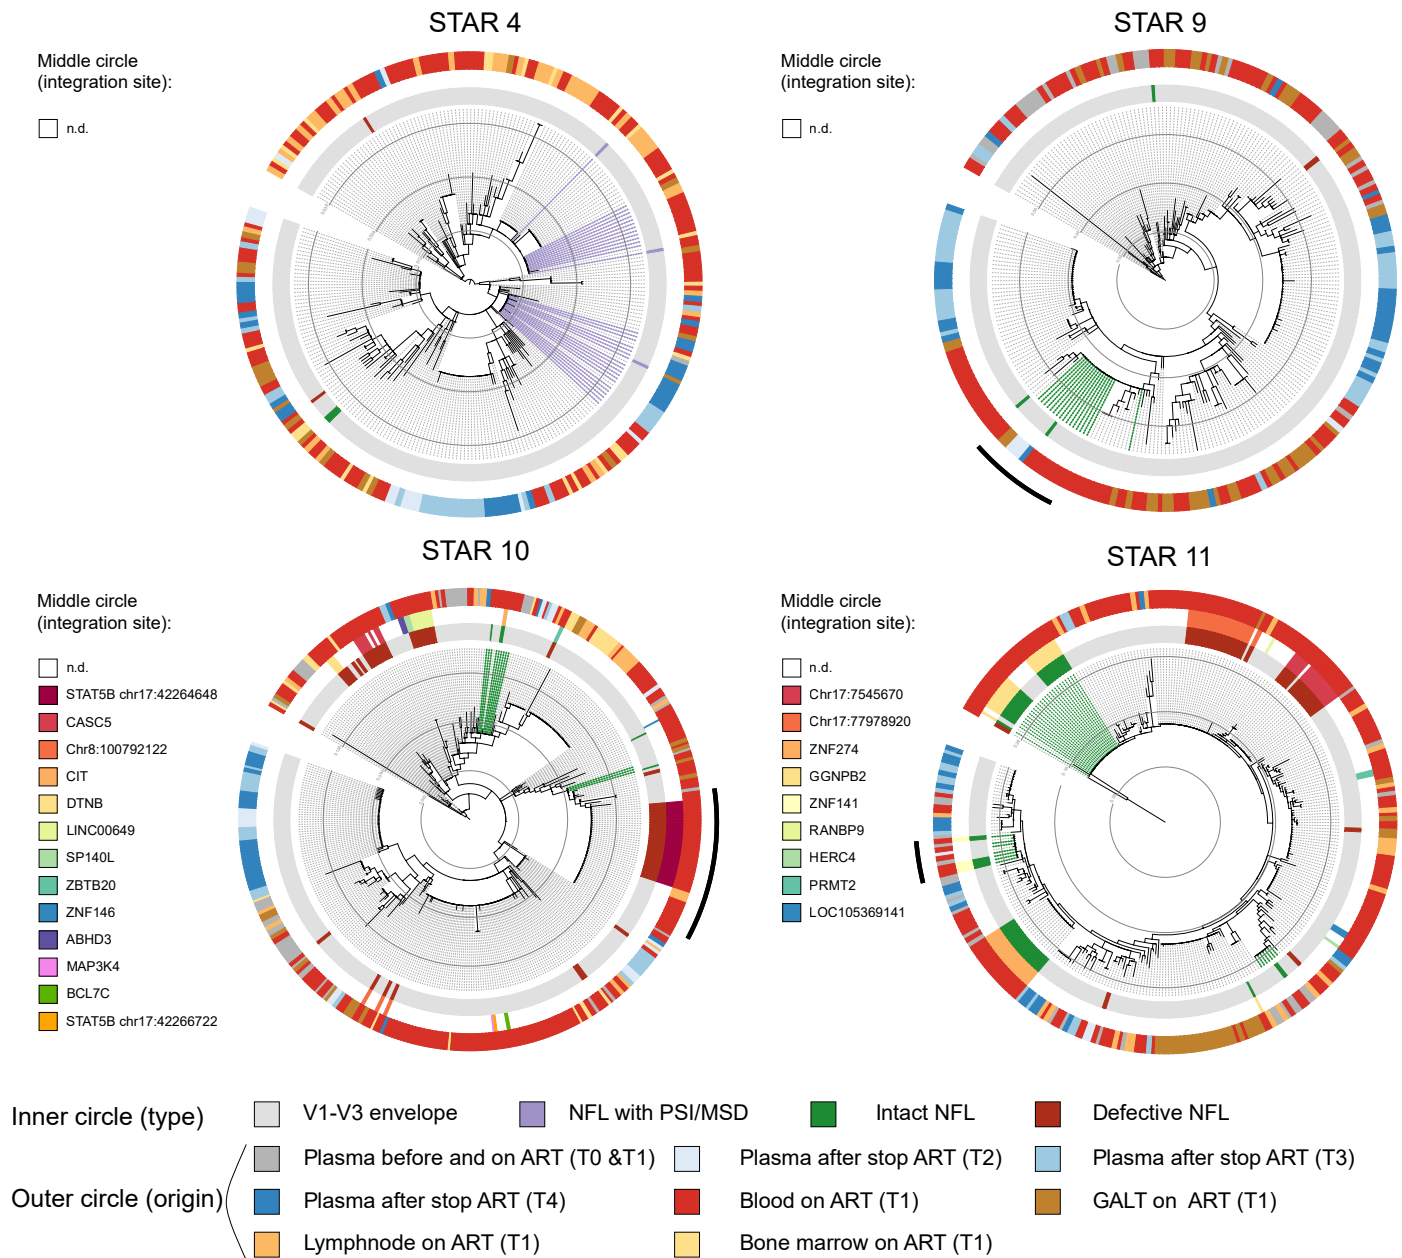 STAR 4
Middle circle
(integration site):
n.d.
STAR 9
Middle circle
(integration site):
n.d.
STAR 10
Middle circle
(integration site):
n.d.
STAT5B chr17:42264648
CASC5
Chr8:100792122
CIT
DTNB
LINC00649
SP140L
ZBTB20
ZNF146
ABHD3
MAP3K4
BCL7C
STAT5B chr17:42266722
STAR 11
Middle circle
(integration site):
n.d.
Chr17:7545670
Chr17:77978920
ZNF274
GGNPB2
ZNF141
RANBP9
HERC4
PRMT2
LOC105369141
Inner circle (type)
V1-V3 envelope
NFL with PSI/MSD
Intact NFL
Defective NFL
Outer circle (origin)
Plasma before and on ART (T0 &T1)
Plasma after stop ART (T2)
Plasma after stop ART (T3)
Plasma after stop ART (T4)
Blood on ART (T1)
GALT on ART (T1)
Lymphnode on ART (T1)
Bone marrow on ART (T1)